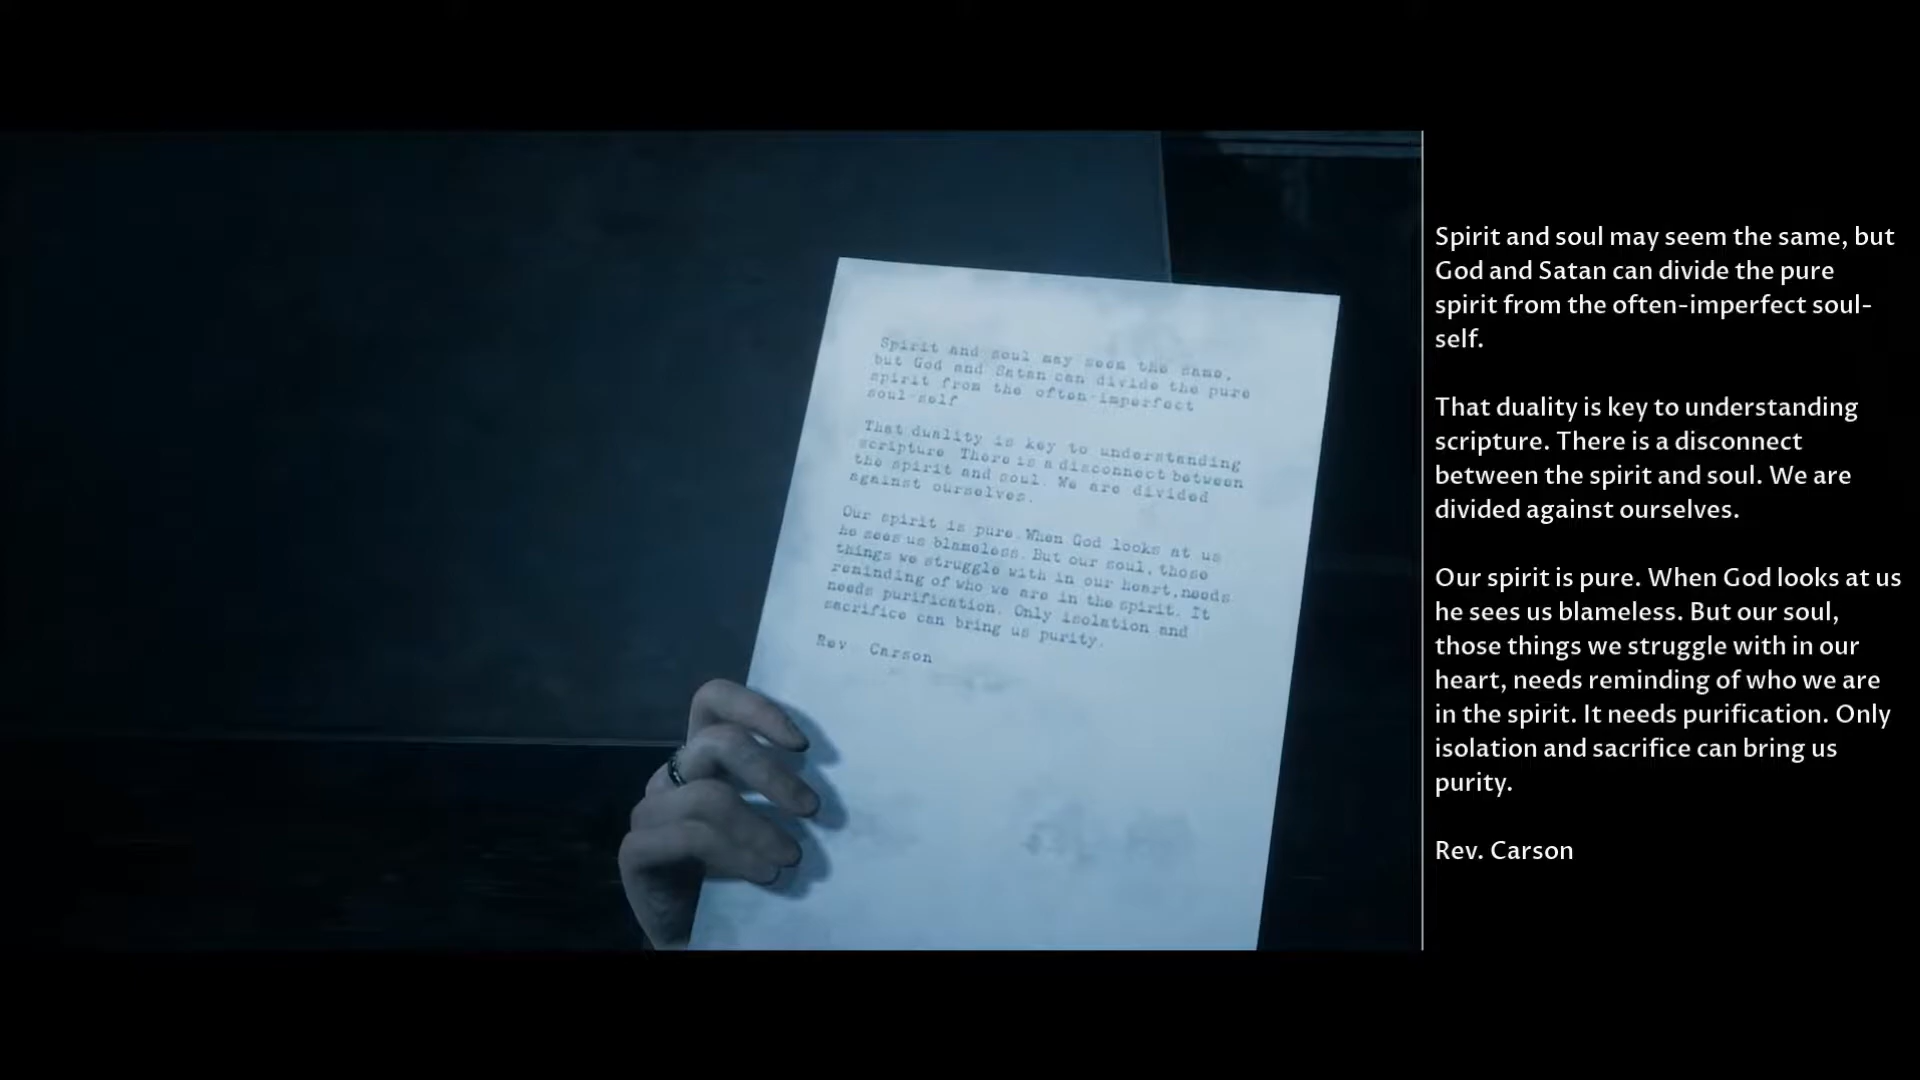 Spirit and soul may seem the same,
but God and Satan can divide the pure
spirit from the often-imperfect
soul-self
That duality is key to understanding
scripture There is a disconnect between
the spirit and soul. We are divided
against ourselves.
Our spirit is pure. When God looks at us
he sees us blameless. But our soul, those
things we struggle with in our heart, needs
reminding of who we are in the spirit. It
needs purification. Only isolation and
sacrifice can bring us purity.
Rev Carson
Spirit and soul may seem the same, but
God and Satan can divide the pure
spirit from the often-imperfect soul-
self.
That duality is key to understanding
scripture. There is a disconnect
between the spirit and soul. We are
divided against ourselves.
Our spirit is pure. When God looks at us
he sees us blameless. But our soul,
those things we struggle with in our
heart, needs reminding of who we are
in the spirit. It needs purification. Only
isolation and sacrifice can bring us
purity.
Rev. Carson